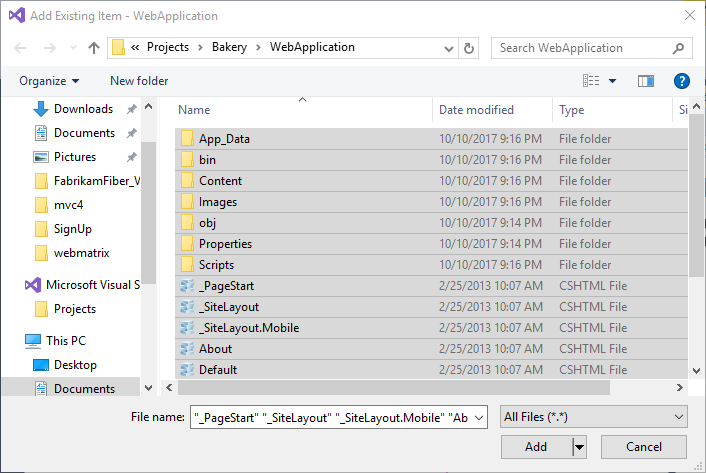 Add Existing Item - WebApplication
« Projects > Bakery > WebApplication
Search WebApplication
Organize
New folder
?
Downloads
Documents
Pictures
FabrikamFiber_W
mvc4
SignUp
webmatrix
Microsoft Visual S
Projects
This PC
Desktop
Documents
Name Date modified Type Si
App_Data 10/10/2017 9:16 PM File folder
bin 10/10/2017 9:16 PM File folder
Content 10/10/2017 9:16 PM File folder
Images 10/10/2017 9:16 PM File folder
obj 10/10/2017 9:14 PM File folder
Properties 10/10/2017 9:14 PM File folder
Scripts 10/10/2017 9:16 PM File folder
_PageStart 2/25/2013 10:07 AM CSHTML File
_SiteLayout 2/25/2013 10:07 AM CSHTML File
_SiteLayout.Mobile 2/25/2013 10:07 AM CSHTML File
About 2/25/2013 10:07 AM CSHTML File
Default 2/25/2013 10:07 AM CSHTML File
File name: "_PageStart" "_SiteLayout" "_SiteLayout.Mobile" "Ab
All Files (*.*)
Add
Cancel